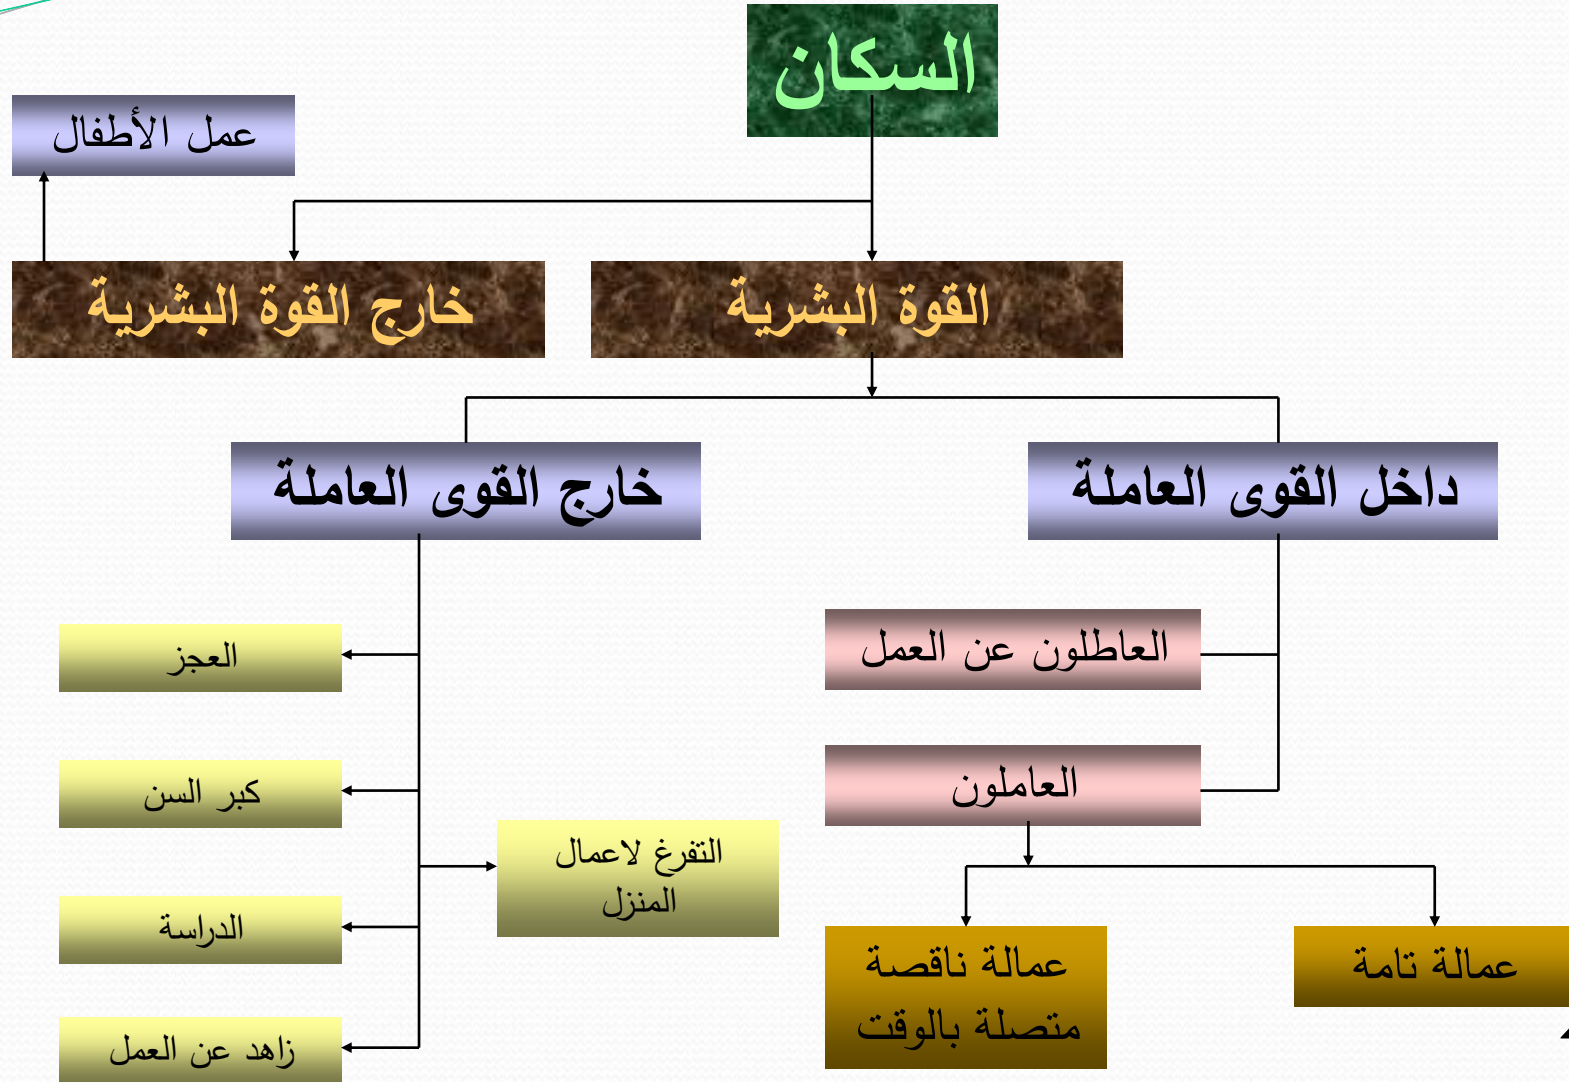 السكان
عمل الأطفال
القوة البشرية
خارج القوة البشرية
داخل القوى العاملة
خارج القوى العاملة
العاطلون عن العمل
العاملون
عمالة تامة
عمالة ناقصة
متصلة بالوقت
العجز
كبر السن
التفرغ لاعمال
المنزل
الدراسة
زاهد عن العمل